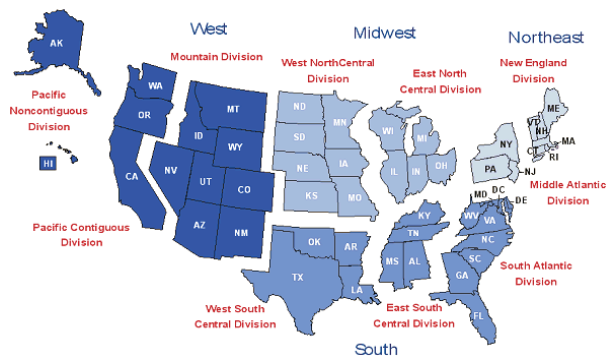 West
Midwest
Northeast
Mountain Division
West NorthCentral
Division
East North
Central Division
New England
Division
Pacific
Noncontiguous
Division
Pacific Contiguous
Division
Middle Atlantic
Division
South Atlantic
Division
West South
Central Division
East South
Central Division
South
AK
HI
WA
OR
CA
MT
ID
WY
NV
UT
CO
AZ
NM
ND
SD
NE
KS
MN
IA
MO
WI
MI
IL
IN
OH
ME
VT
NH
MA
CT
RI
NY
PA
NJ
MD
DC
DE
WV
VA
NC
SC
GA
FL
KY
TN
MS
AL
OK
AR
TX
LA